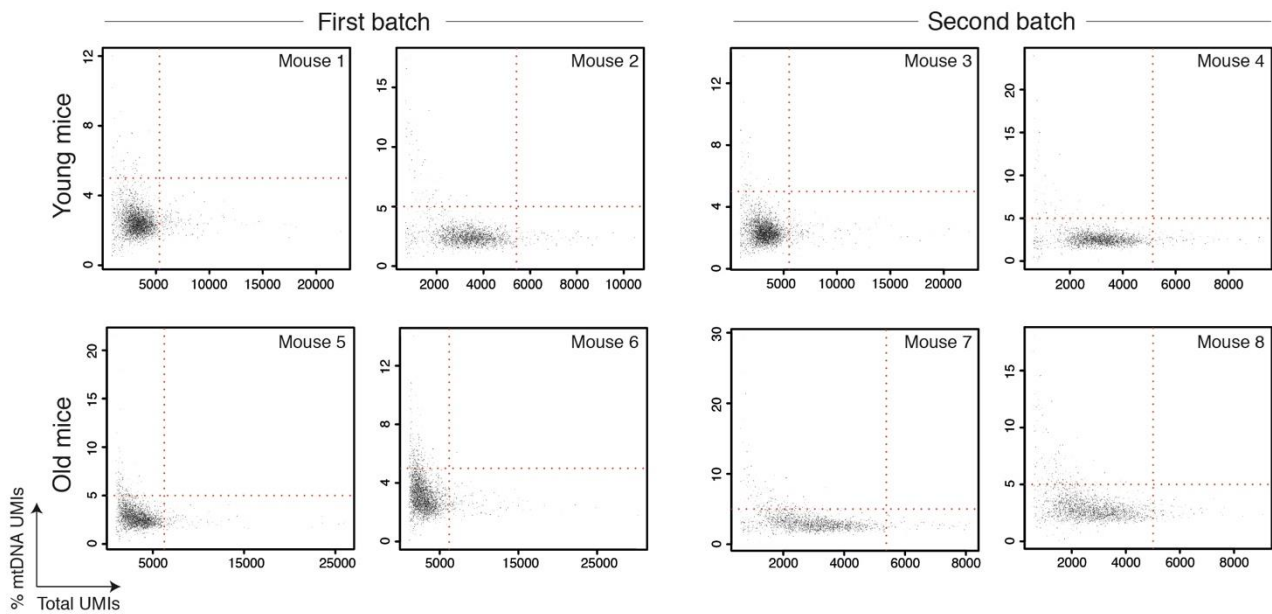 First batch
Second batch
Young mice
Mouse 1
12
8
4
0
5000 10000 15000 20000
Mouse 2
15
10
5
0
2000 4000 6000 8000 10000
Mouse 3
12
8
4
0
5000 10000 15000 20000
Mouse 4
20
15
10
5
0
2000 4000 6000 8000
Old mice
Mouse 5
20
15
10
5
0
5000 15000 25000
Mouse 6
12
8
4
0
5000 15000 25000
Mouse 7
30
20
10
5
0
2000 4000 6000 8000
Mouse 8
15
10
5
0
2000 4000 6000 8000
% mtDNA UMIs
Total UMIs